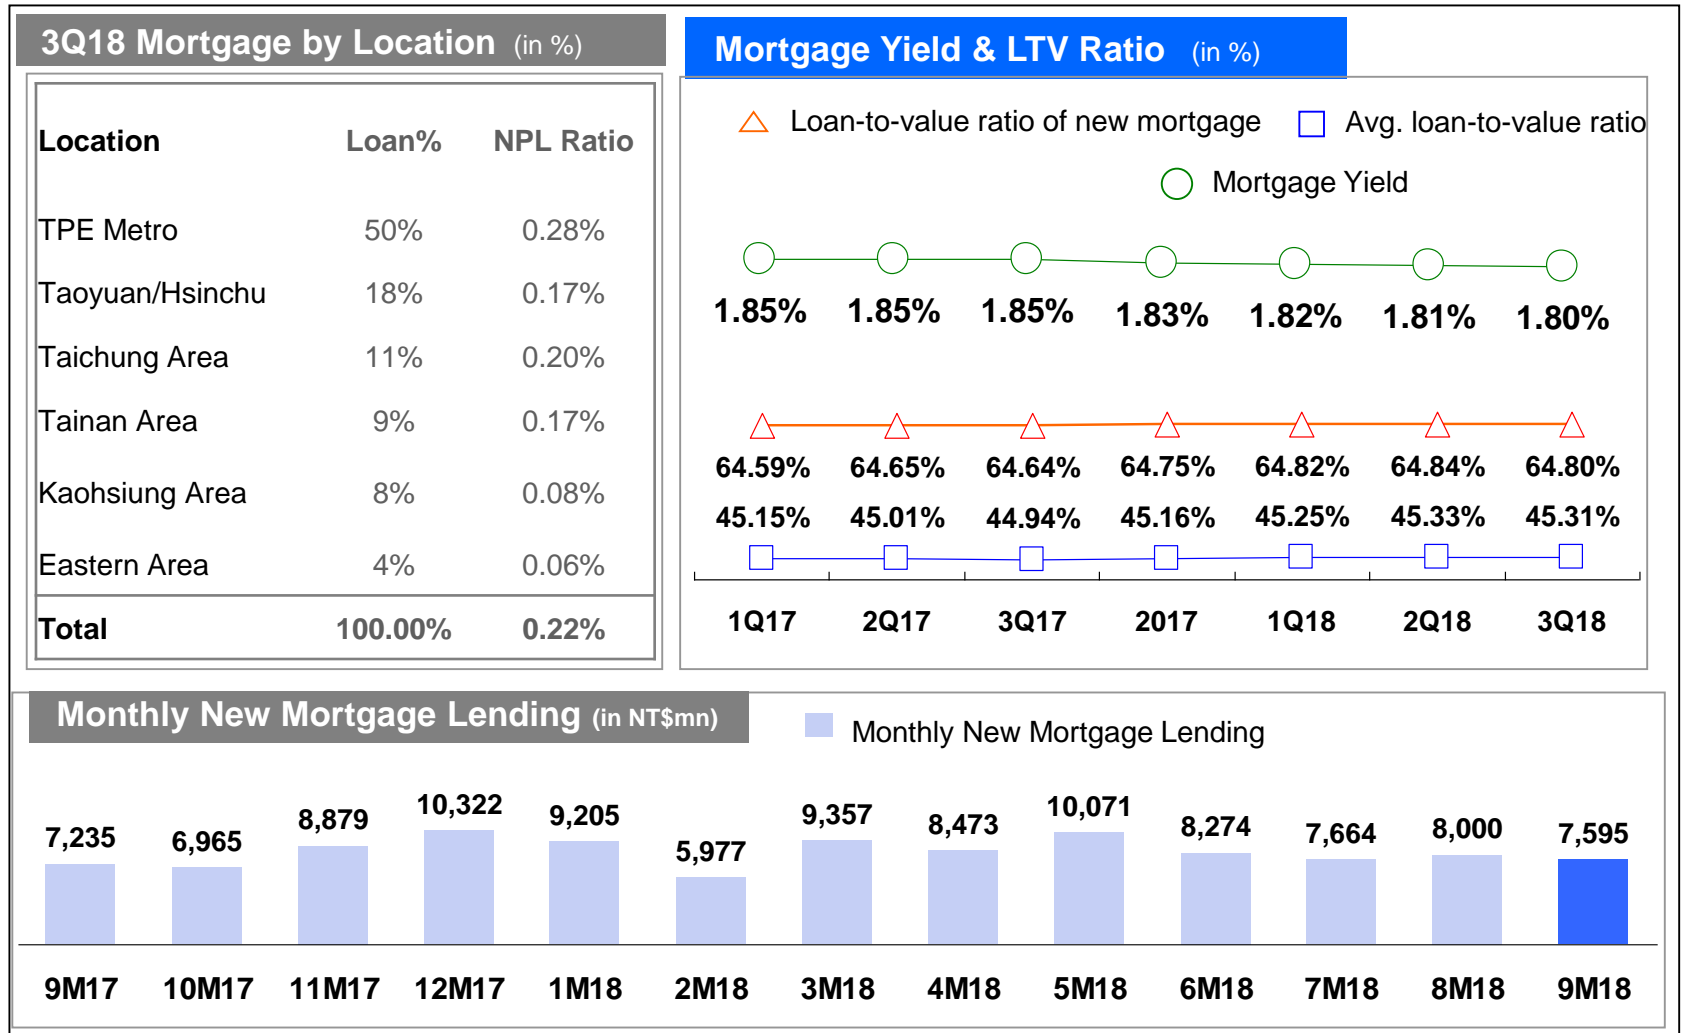 3Q18 Mortgage by Location (in %)
Location Loan% NPL Ratio
TPE Metro 50% 0.28%
Taoyuan/Hsinchu 18% 0.17%
Taichung Area 11% 0.20%
Tainan Area 9% 0.17%
Kaohsiung Area 8% 0.08%
Eastern Area 4% 0.06%
Total 100.00% 0.22%
Mortgage Yield & LTV Ratio (in %)
Loan-to-value ratio of new mortgage Avg. loan-to-value ratio
Mortgage Yield
1.85% 1.85% 1.85% 1.83% 1.82% 1.81% 1.80%
64.59% 64.65% 64.64% 64.75% 64.82% 64.84% 64.80%
45.15% 45.01% 44.94% 45.16% 45.25% 45.33% 45.31%
1Q17 2Q17 3Q17 2017 1Q18 2Q18 3Q18
Monthly New Mortgage Lending (in NT$mn)
Monthly New Mortgage Lending
7,235 6,965 8,879 10,322 9,205 5,977 9,357 8,473 10,071 8,274 7,664 8,000 7,595
9M17 10M17 11M17 12M17 1M18 2M18 3M18 4M18 5M18 6M18 7M18 8M18 9M18